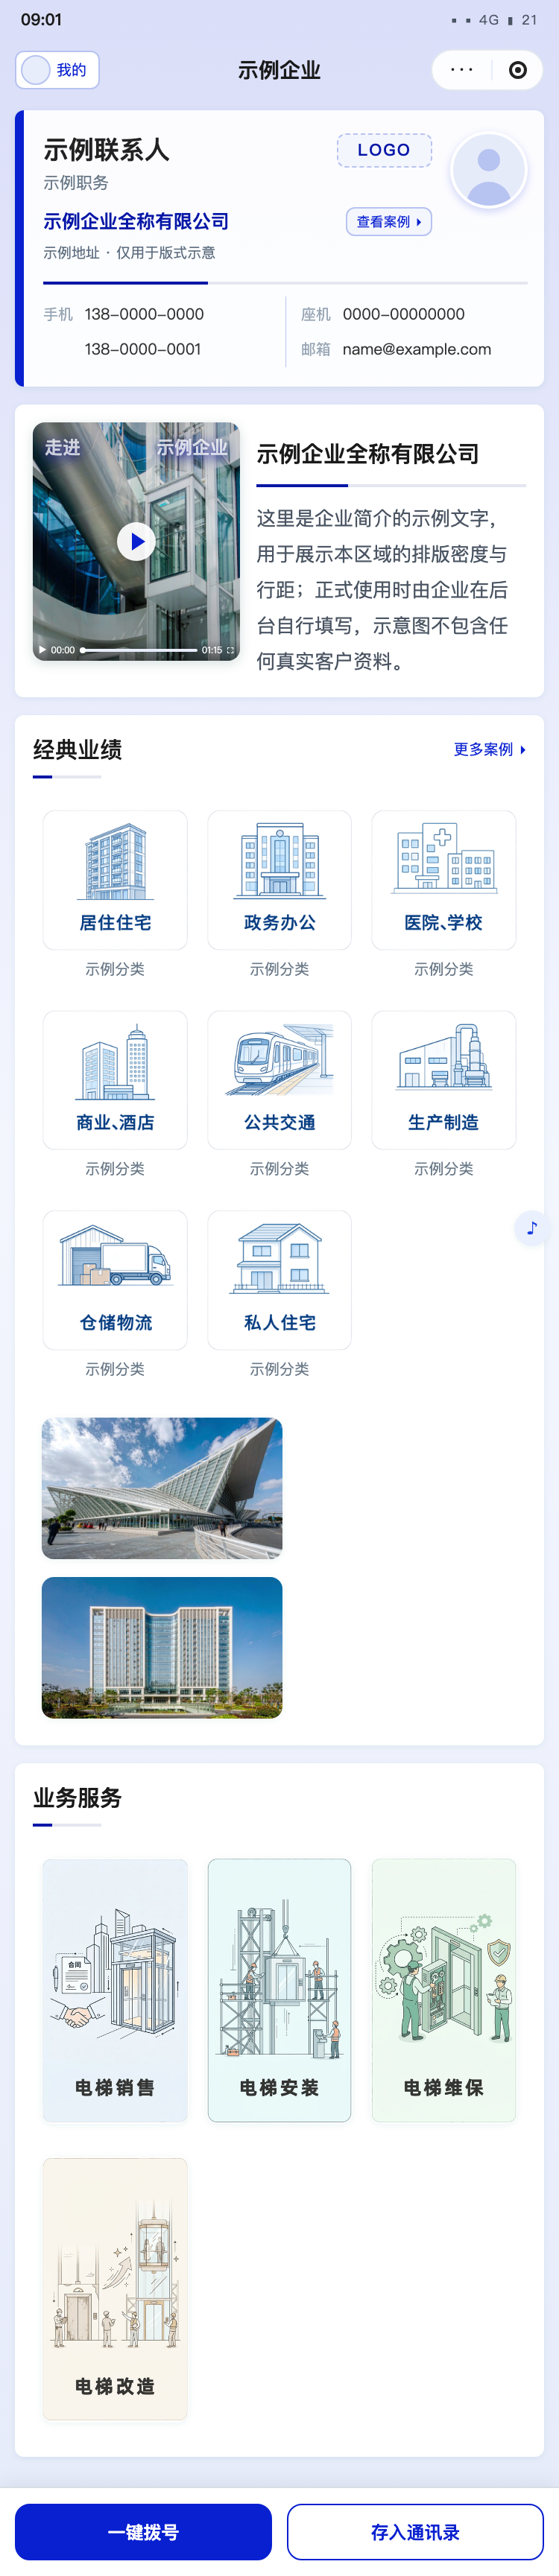 09:01
4G 21
我的
示例企业
示例联系人
LOGO
示例职务
示例企业全称有限公司
查看案例
示例地址 · 仅用于版式示意
手机 138-0000-0000
座机 0000-00000000
138-0000-0001
邮箱 name@example.com
走进 示例企业
00:00 01:15
示例企业全称有限公司
这里是企业简介的示例文字，
用于展示本区域的排版密度与
行距；正式使用时由企业在后
台自行填写，示意图不包含任
何真实客户资料。
经典业绩
更多案例
居住住宅
政务办公
医院、学校
示例分类
示例分类
示例分类
商业、酒店
公共交通
生产制造
示例分类
示例分类
示例分类
仓储物流
私人住宅
示例分类
示例分类
业务服务
合同
电梯销售
电梯安装
电梯维保
电梯改造
一键拨号
存入通讯录